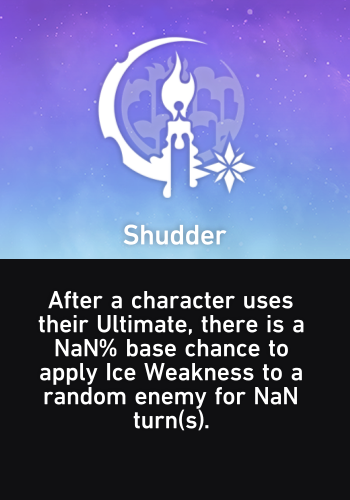 Shudder
After a character uses
their Ultimate, there is a
NaN% base chance to
apply Ice Weakness to a
random enemy for NaN
turn(s).